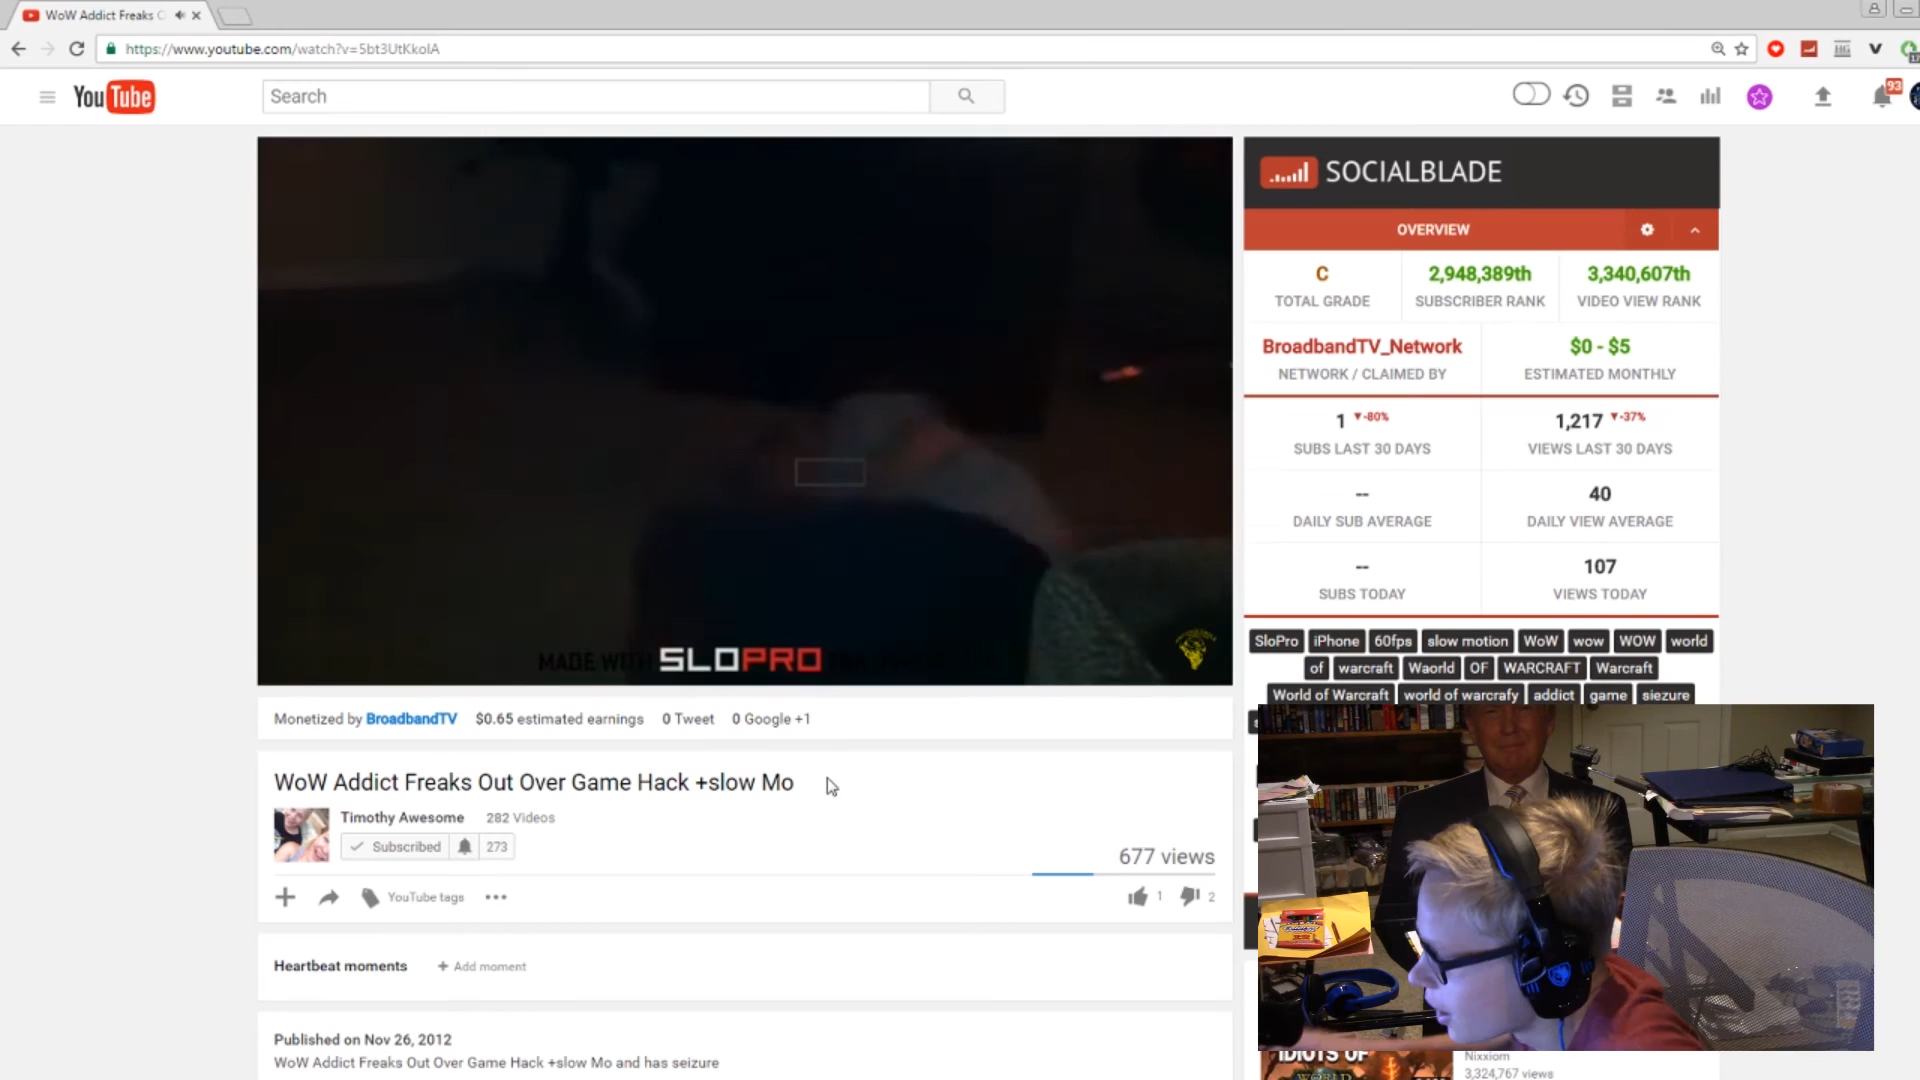 WoW Addict Freaks O
https://www.youtube.com/watch?v=5bt3UtKkolA
YouTube
Search
93
MADE WITH SLOPRO
SOCIALBLADE
OVERVIEW
C
TOTAL GRADE
2,948,389th
SUBSCRIBER RANK
3,340,607th
VIDEO VIEW RANK
BroadbandTV_Network
NETWORK / CLAIMED BY
$0 - $5
ESTIMATED MONTHLY
1 ▼-80%
SUBS LAST 30 DAYS
1,217 ▼-37%
VIEWS LAST 30 DAYS
--
DAILY SUB AVERAGE
40
DAILY VIEW AVERAGE
--
SUBS TODAY
107
VIEWS TODAY
SloPro iPhone 60fps slow motion WoW wow WOW world
of warcraft Waorld OF WARCRAFT Warcraft
World of Warcraft world of warcrafy addict game siezure
Monetized by BroadbandTV $0.65 estimated earnings 0 Tweet 0 Google +1
WoW Addict Freaks Out Over Game Hack +slow Mo
Timothy Awesome 282 Videos
Subscribed 273
677 views
YouTube tags
1 2
Heartbeat moments + Add moment
Published on Nov 26, 2012
WoW Addict Freaks Out Over Game Hack +slow Mo and has seizure
IDIOTS OF
Nixxiom
3,324,767 views